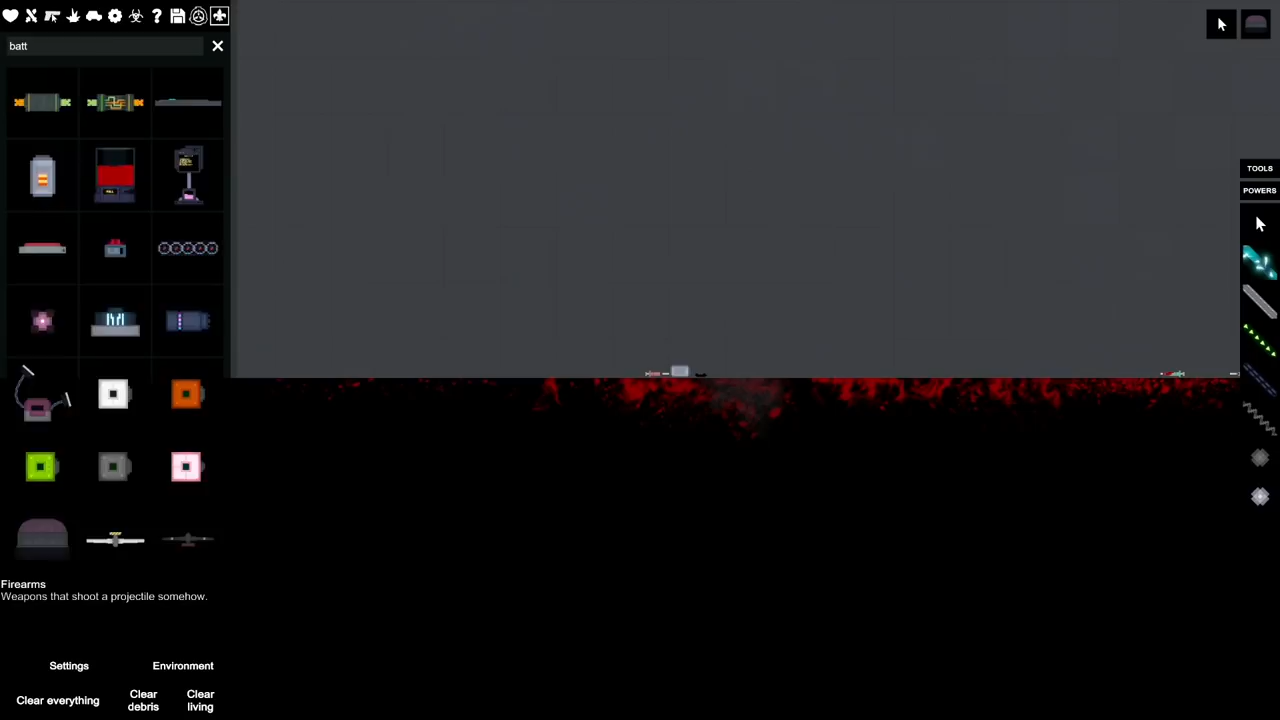 batt
TOOLS
POWERS
Firearms
Weapons that shoot a projectile somehow.
Settings
Environment
Clear everything
Clear
debris
Clear
living